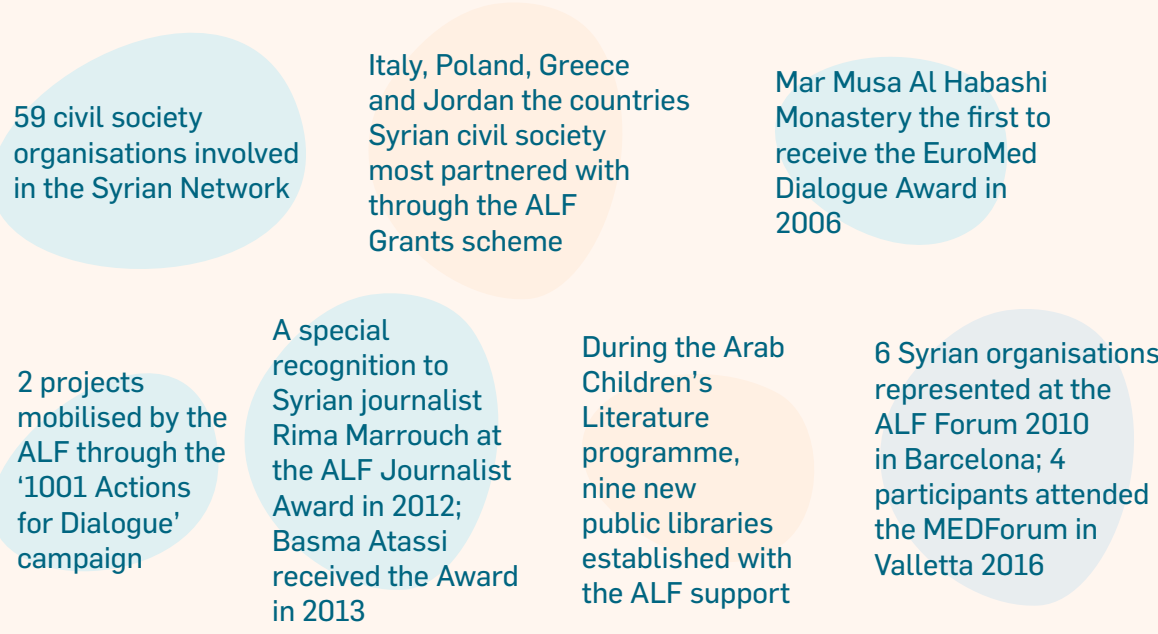 59 civil society
organisations involved
in the Syrian Network
Italy, Poland, Greece
and Jordan the countries
Syrian civil society
most partnered with
through the ALF
Grants scheme
Mar Musa Al Habashi
Monastery the first to
receive the EuroMed
Dialogue Award in
2006
2 projects
mobilised by the
ALF through the
‘1001 Actions
for Dialogue’
campaign
A special
recognition to
Syrian journalist
Rima Marrouch at
the ALF Journalist
Award in 2012;
Basma Atassi
received the Award
in 2013
During the Arab
Children’s
Literature
programme,
nine new
public libraries
established with
the ALF support
6 Syrian organisations
represented at the
ALF Forum 2010
in Barcelona; 4
participants attended
the MEDForum in
Valletta 2016